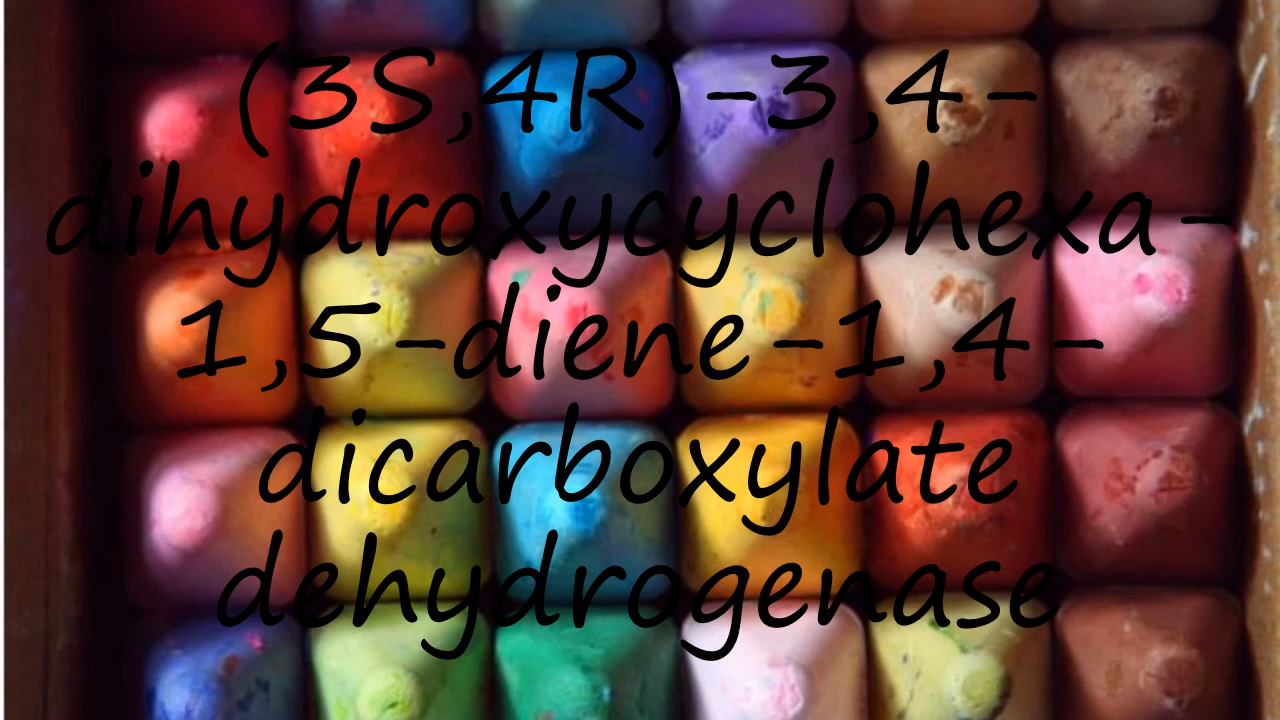 (3S,4R)-3,4-
dihydroxycyclohexa-
1,5-diene-1,4-
dicarboxylate
dehydrogenase